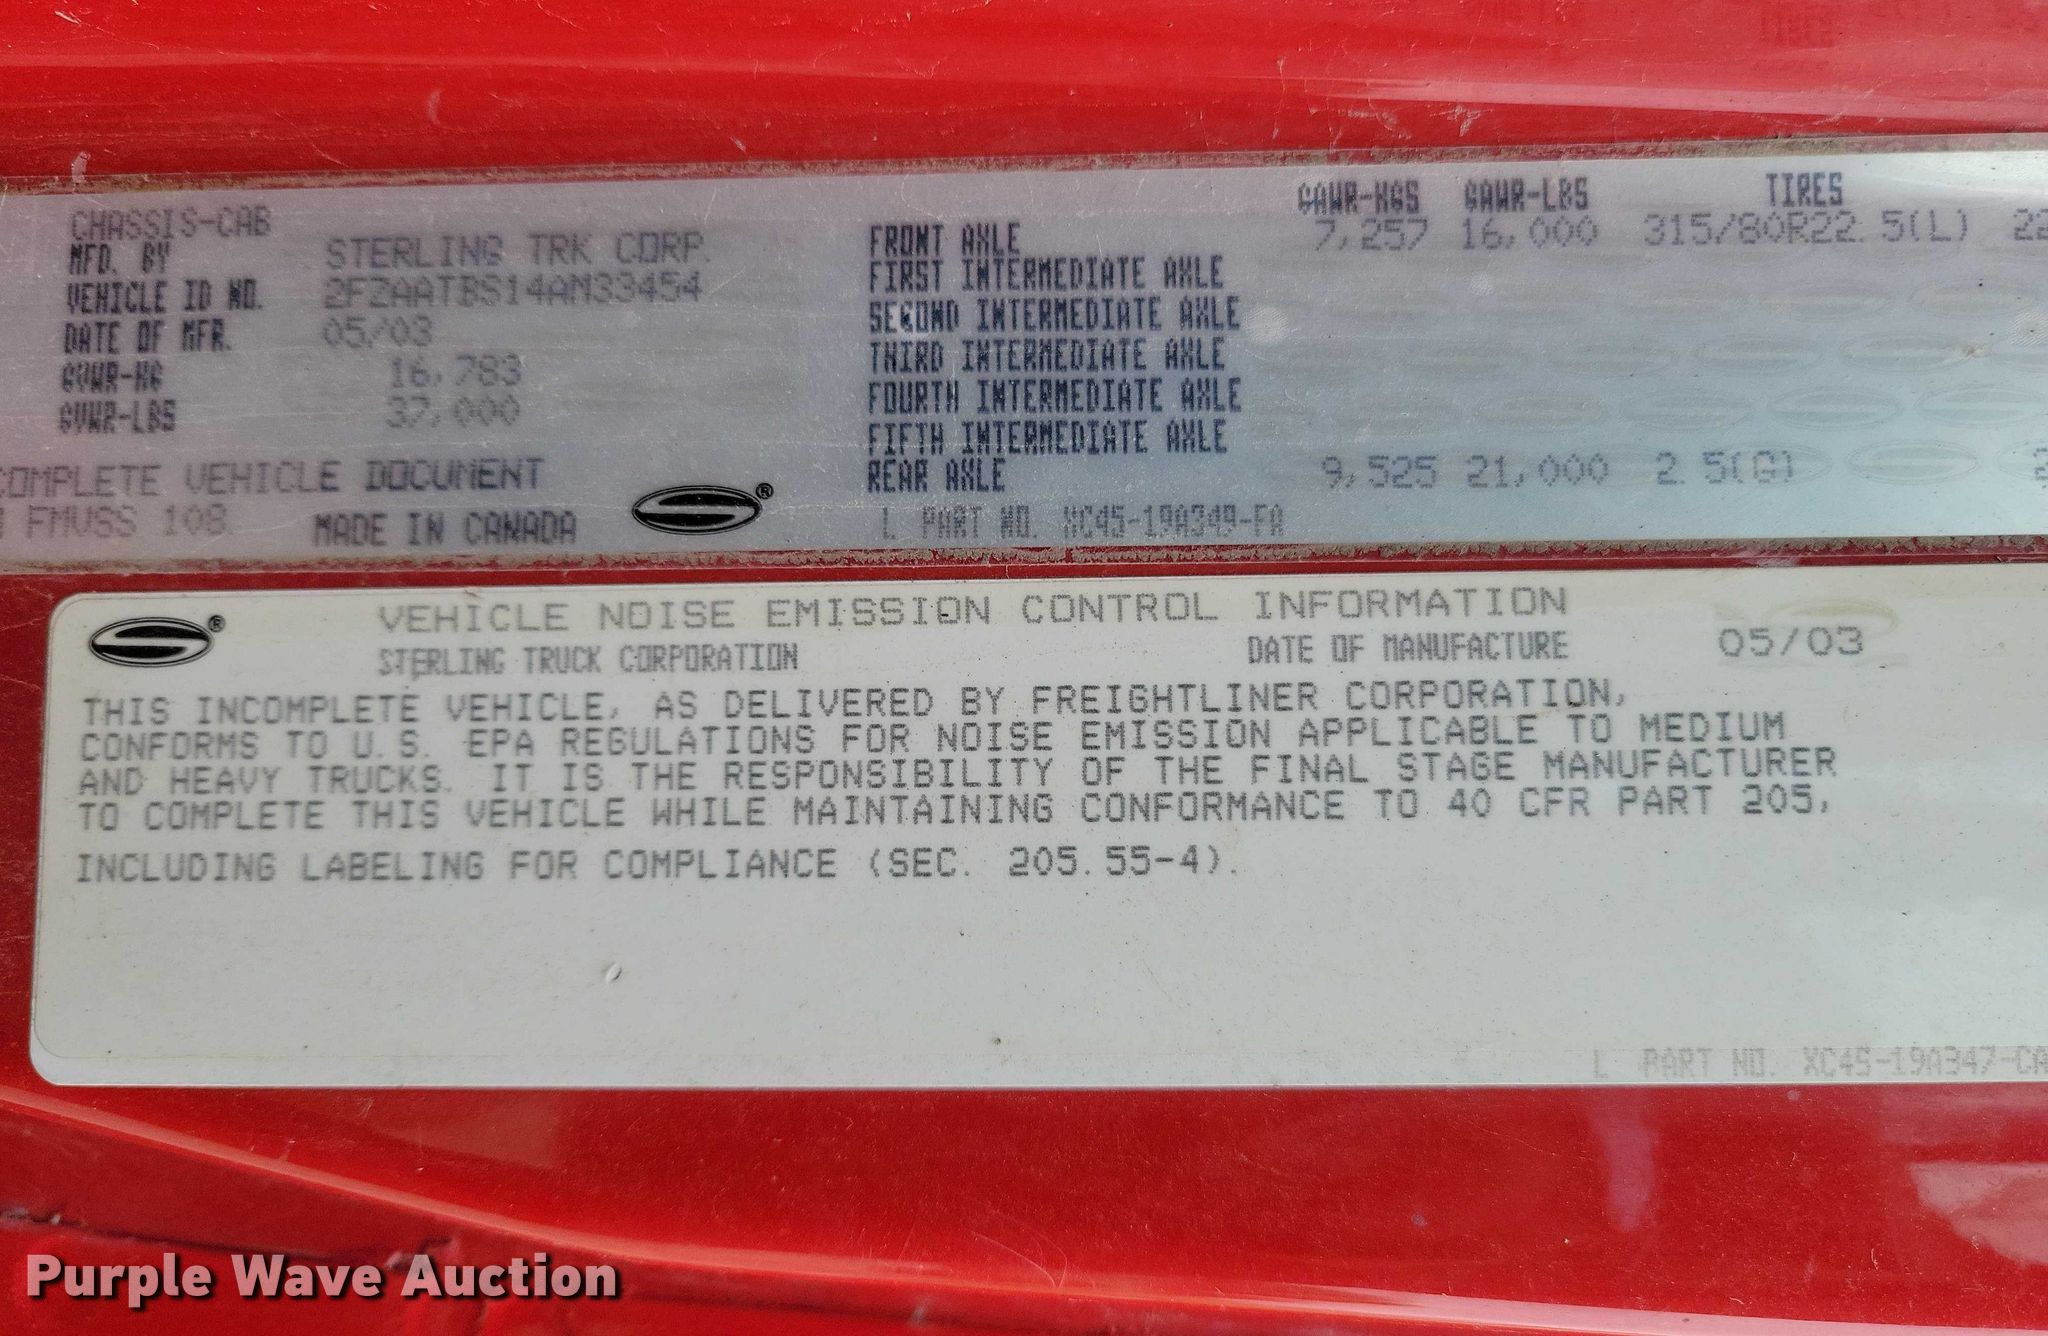 CHASSIS-CAB
MFD. BY STERLING TRK CORP.
VEHICLE ID NO. 2FZAATBS14AM33454
DATE OF MFR. 05/03
GVWR-KG 16,783
GVWR-LBS 37,000
COMPLETE VEHICLE DOCUMENT
FMVSS 108 MADE IN CANADA ®
GAWR-KGS GAWR-LBS TIRES
FRONT AXLE 7,257 16,000 315/80R22.5(L) 22
FIRST INTERMEDIATE AXLE
SECOND INTERMEDIATE AXLE
THIRD INTERMEDIATE AXLE
FOURTH INTERMEDIATE AXLE
FIFTH INTERMEDIATE AXLE
REAR AXLE 9,525 21,000 2.5(G) 2
L PART NO. XC45-19A349-FA
® VEHICLE NOISE EMISSION CONTROL INFORMATION
STERLING TRUCK CORPORATION DATE OF MANUFACTURE 05/03
THIS INCOMPLETE VEHICLE, AS DELIVERED BY FREIGHTLINER CORPORATION,
CONFORMS TO U.S. EPA REGULATIONS FOR NOISE EMISSION APPLICABLE TO MEDIUM
AND HEAVY TRUCKS. IT IS THE RESPONSIBILITY OF THE FINAL STAGE MANUFACTURER
TO COMPLETE THIS VEHICLE WHILE MAINTAINING CONFORMANCE TO 40 CFR PART 205,
INCLUDING LABELING FOR COMPLIANCE (SEC. 205.55-4).
L PART NO. XC45-19A347-CA
Purple Wave Auction